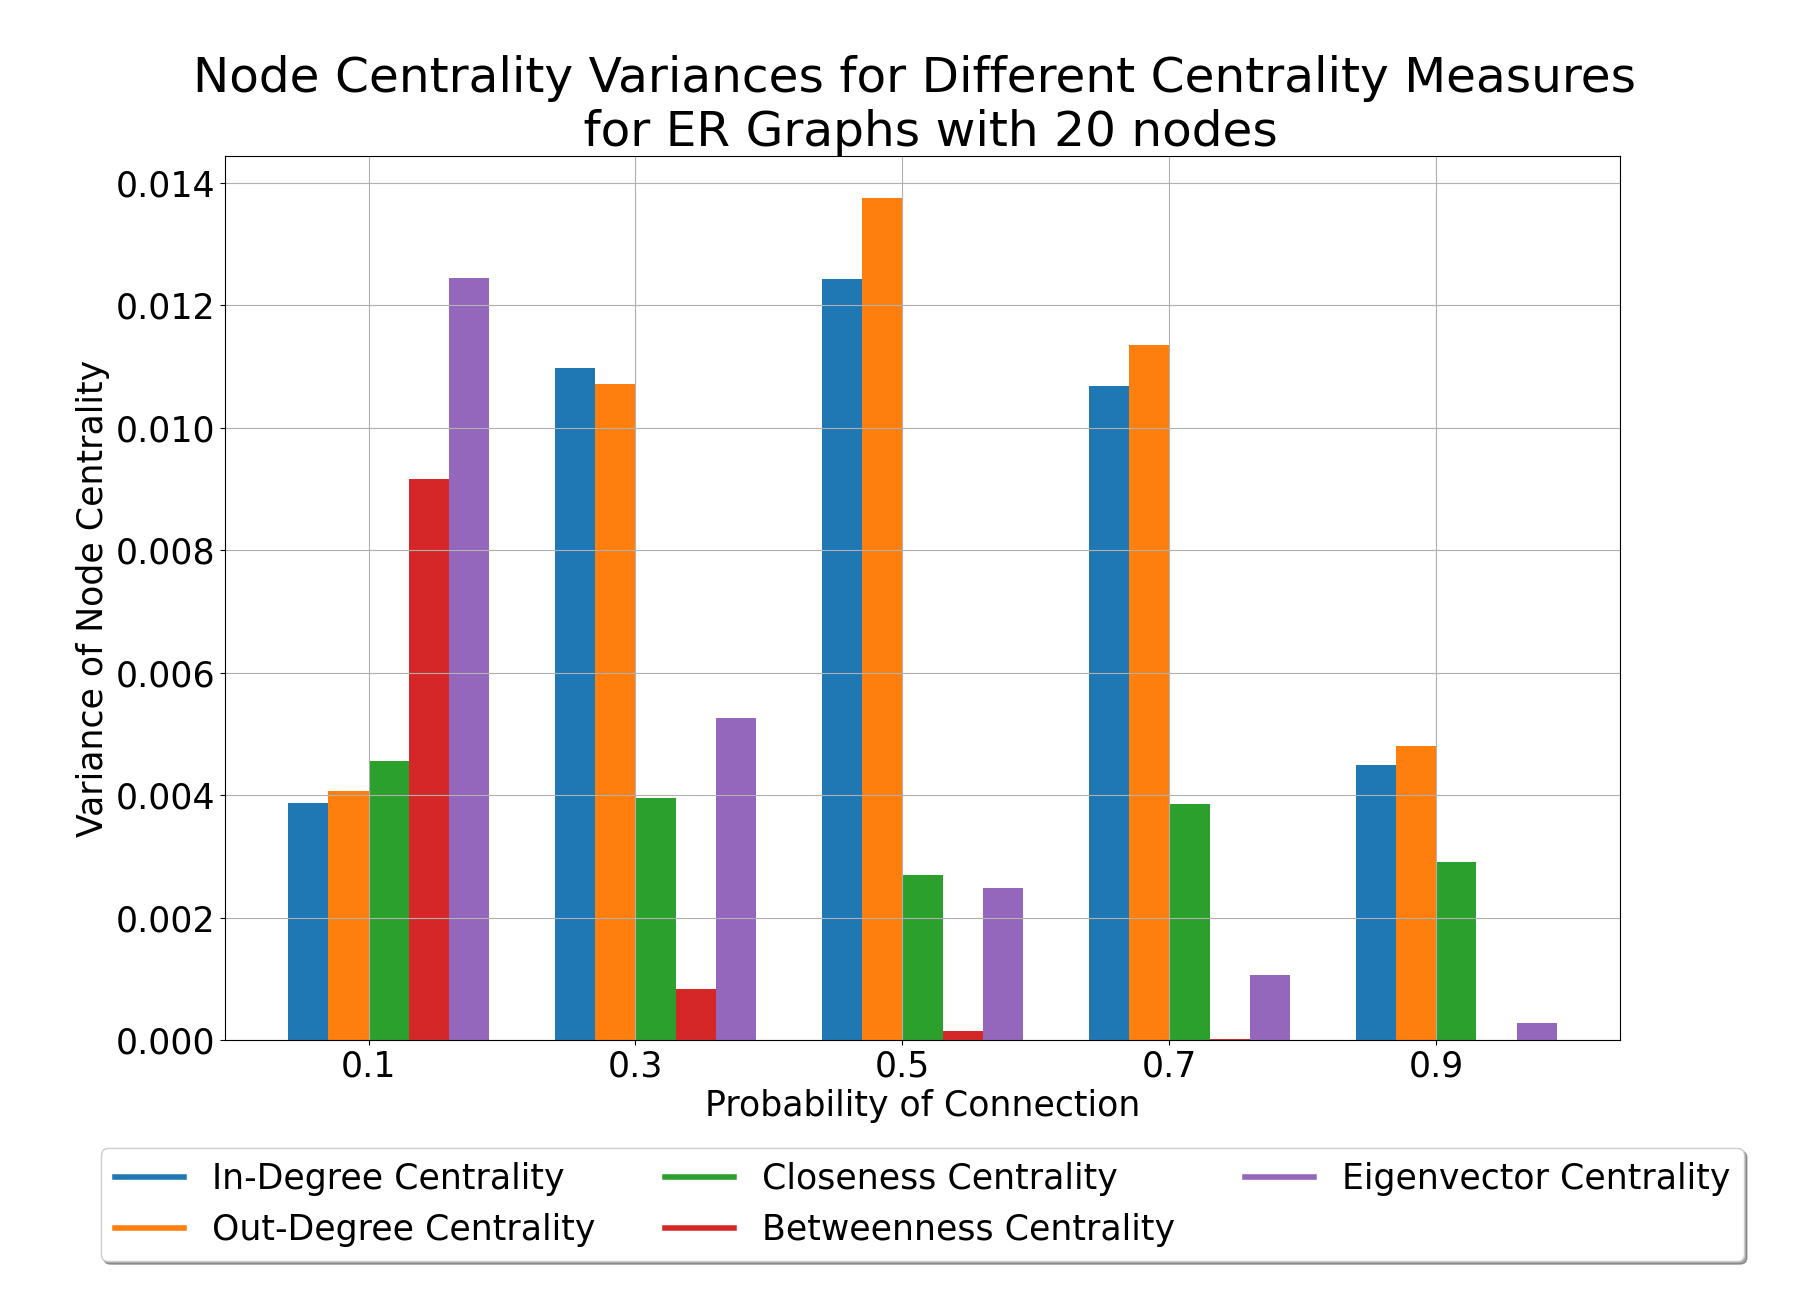 Node Centrality Variances for Different Centrality Measures
for ER Graphs with 20 nodes
Variance of Node Centrality
0.014
0.012
0.010
0.008
0.006
0.004
0.002
0.000
0.1 0.3 0.5 0.7 0.9
Probability of Connection
In-Degree Centrality
Out-Degree Centrality
Closeness Centrality
Betweenness Centrality
Eigenvector Centrality